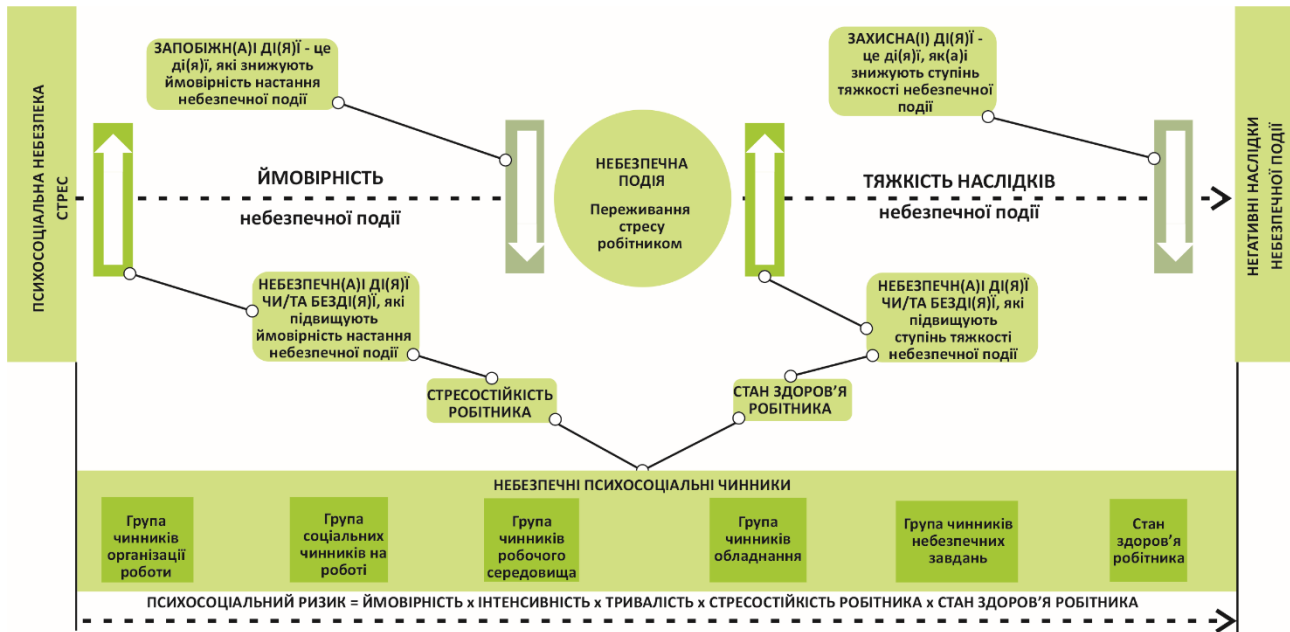 ПСИХОСОЦІАЛЬНА НЕБЕЗПЕКА
СТРЕС
ЗАПОБІЖН(А)І ДІ(Я)Ї - це
ді(я)ї, які знижують
ймовірність настання
небезпечної події
ЙМОВІРНІСТЬ
небезпечної події
НЕБЕЗПЕЧН(А)І ДІ(Я)Ї
ЧИ/ТА БЕЗДІ(Я)Ї, які
підвищують
ймовірність настання
небезпечної події
СТРЕСОСТІЙКІСТЬ
РОБІТНИКА
НЕБЕЗПЕЧНА
ПОДІЯ
Переживання
стресу
робітником
ЗАХИСНА(І) ДІ(Я)Ї -
це ді(я)ї, як(а)і
знижують ступінь
тяжкості небезпечної
події
ТЯЖКІСТЬ НАСЛІДКІВ
небезпечної події
НЕБЕЗПЕЧН(А)І ДІ(Я)Ї
ЧИ/ТА БЕЗДІ(Я)Ї, які
підвищують
ступінь тяжкості
небезпечної події
СТАН ЗДОРОВ’Я
РОБІТНИКА
НЕГАТИВНІ НАСЛІДКИ
НЕБЕЗПЕЧНОЇ ПОДІЇ
НЕБЕЗПЕЧНІ ПСИХОСОЦІАЛЬНІ ЧИННИКИ
Група
чинників
організації
роботи
Група
соціальних
чинників на
роботі
Група
чинників
робочого
середовища
Група
чинників
обладнання
Група чинників
небезпечних
завдань
Стан
здоров’я
робітника
ПСИХОСОЦІАЛЬНИЙ РИЗИК = ЙМОВІРНІСТЬ х ІНТЕНСИВНІСТЬ х ТРИВАЛІСТЬ х СТРЕСОСТІЙКІСТЬ РОБІТНИКА х СТАН ЗДОРОВ’Я РОБІТНИКА